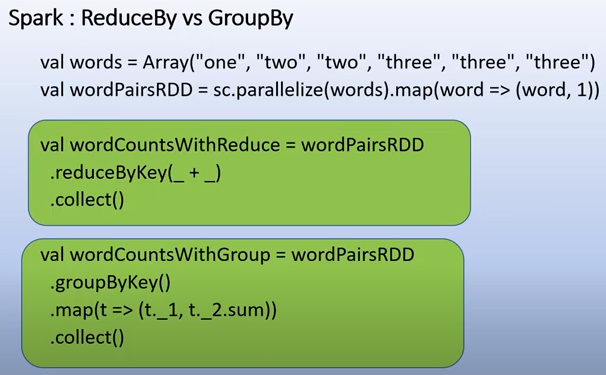 Spark : ReduceBy vs GroupBy
val words = Array("one", "two", "two", "three", "three", "three")
val wordPairsRDD = sc.parallelize(words).map(word => (word, 1))
val wordCountsWithReduce = wordPairsRDD
.reduceByKey(_ + _)
.collect()
val wordCountsWithGroup = wordPairsRDD
.groupByKey()
.map(t => (t._1, t._2.sum))
.collect()